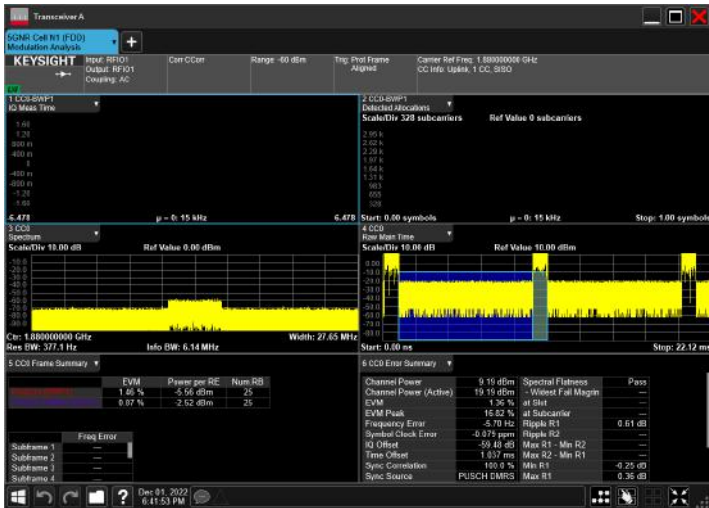 Transceiver A
5GNR Cell N1 (FDD)
Modulation Analysis
KEYSIGHT
Input: RFIO1
Output: RFIO1
Coupling: AC
Corr CCorr
Range: -60 dBm
Trig: Prot Frame
Aligned
Carrier Ref Freq: 1.880000000 GHz
CC Info: Uplink, 1 CC, SISO
1 CC0-BWP1
IQ Meas Time
1.60
1.20
800 m
400 m
0
-400 m
-800 m
-1.20
-1.60
-6.478
μ = 0: 15 kHz
6.478
2 CC0-BWP1
Detected Allocations
Scale/Div 328 subcarriers
Ref Value 0 subcarriers
2.95 k
2.62 k
2.29 k
1.97 k
1.64 k
1.31 k
983
655
328
Start: 0.00 symbols
μ = 0: 15 kHz
Stop: 1.00 symbols
3 CC0
Spectrum
Scale/Div 10.00 dB
Ref Value 0.00 dBm
-10.0
-20.0
-30.0
-40.0
-50.0
-60.0
-70.0
-80.0
-90.0
Ctr: 1.880000000 GHz
Width: 27.65 MHz
Res BW: 377.1 Hz
Info BW: 6.14 MHz
4 CC0
Raw Main Time
Scale/Div 10.00 dB
Ref Value 10.00 dBm
0.00
-10.0
-20.0
-30.0
-40.0
-50.0
-60.0
-70.0
-80.0
Start: 0.00 ns
Stop: 22.12 ms
5 CC0 Frame Summary
EVM Power per RE Num.RB
1.46 % -5.56 dBm 25
0.87 % -2.52 dBm 25
Freq Error
Subframe 1 —
Subframe 2 —
Subframe 3 —
Subframe 4 —
6 CC0 Error Summary
Channel Power 9.19 dBm Spectral Flatness Pass
Channel Power (Active) 19.19 dBm - Widest Fail Magrin —
EVM 1.36 % at Slot —
EVM Peak 16.82 % at Subcarrier —
Frequency Error -5.70 Hz Ripple R1 0.61 dB
Symbol Clock Error -0.079 ppm Ripple R2 —
IQ Offset -59.48 dB Max R1 - Min R2 —
Time Offset 1.037 ms Max R2 - Min R1 —
Sync Correlation 100.0 % Min R1 -0.25 dB
Sync Source PUSCH DMRS Max R1 0.36 dB
Dec 01, 2022
6:41:53 PM